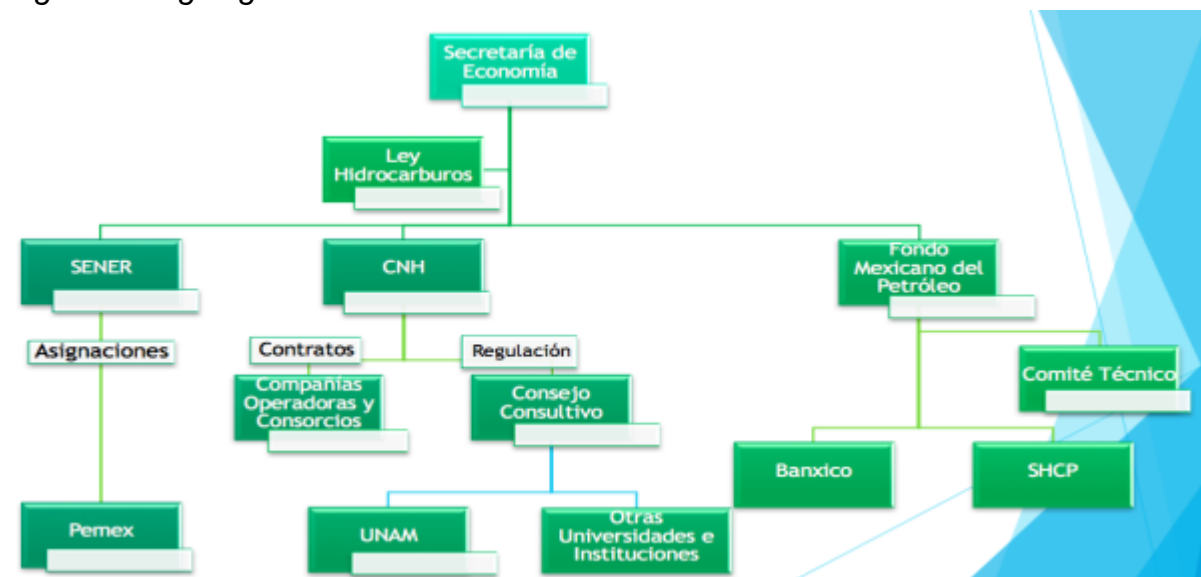 Secretaría de
Economía
Ley
Hidrocarburos
SENER
CNH
Fondo
Mexicano del
Petróleo
Asignaciones
Contratos
Regulación
Compañías
Operadoras y
Consorcios
Consejo
Consultivo
Comité Técnico
Banxico
SHCP
Pemex
UNAM
Otras
Universidades e
Instituciones